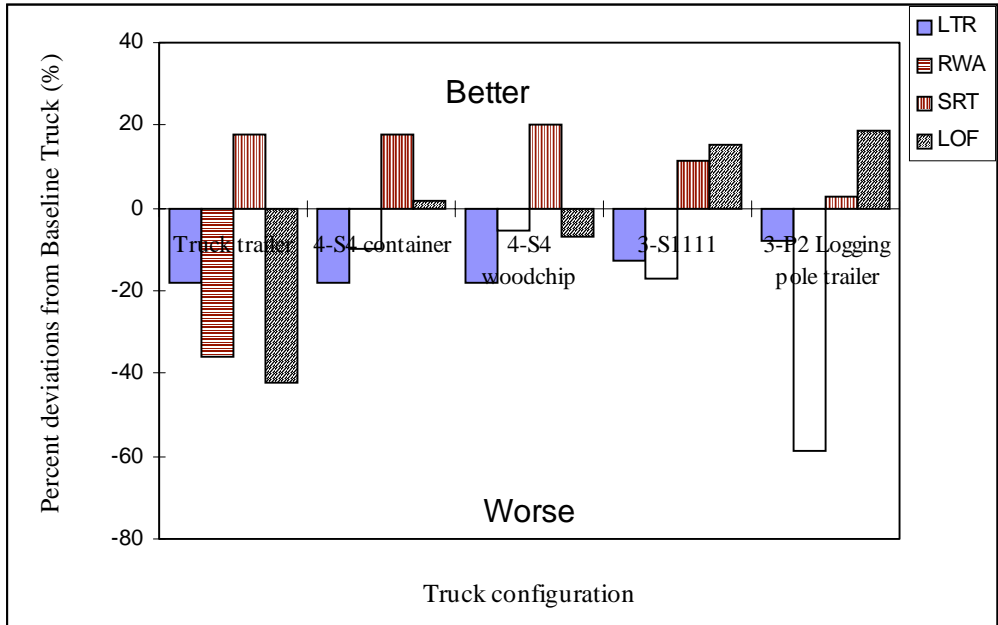 LTR
RWA
SRT
LOF
Percent deviations from Baseline Truck (%)
40
20
0
-20
-40
-60
-80
Better
Truck trailer
4-S4 container
4-S4
woodchip
3-S1111
3-P2 Logging
pole trailer
Worse
Truck configuration